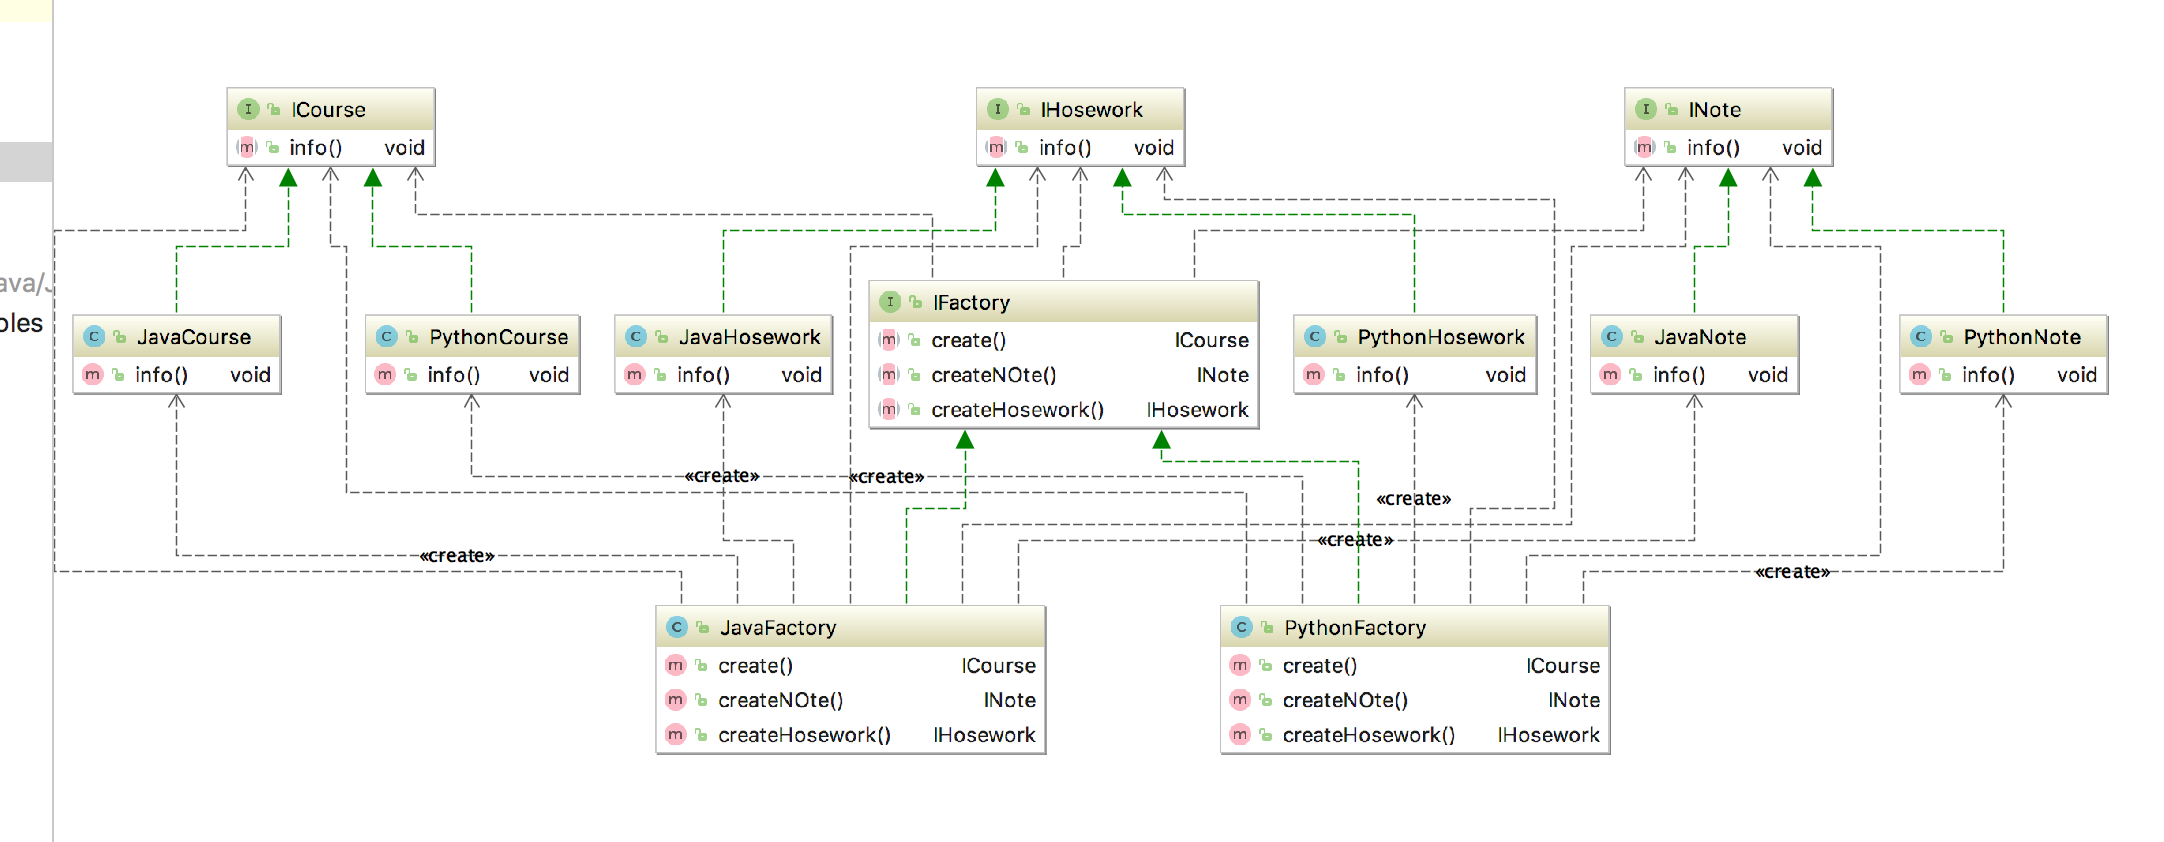 ICourse
info() void
IHosework
info() void
INote
info() void
IFactory
create() ICourse
createNOte() INote
createHosework() IHosework
JavaCourse
info() void
PythonCourse
info() void
JavaHosework
info() void
PythonHosework
info() void
JavaNote
info() void
PythonNote
info() void
«create»
«create»
«create»
«create»
«create»
«create»
JavaFactory
create() ICourse
createNOte() INote
createHosework() IHosework
PythonFactory
create() ICourse
createNOte() INote
createHosework() IHosework